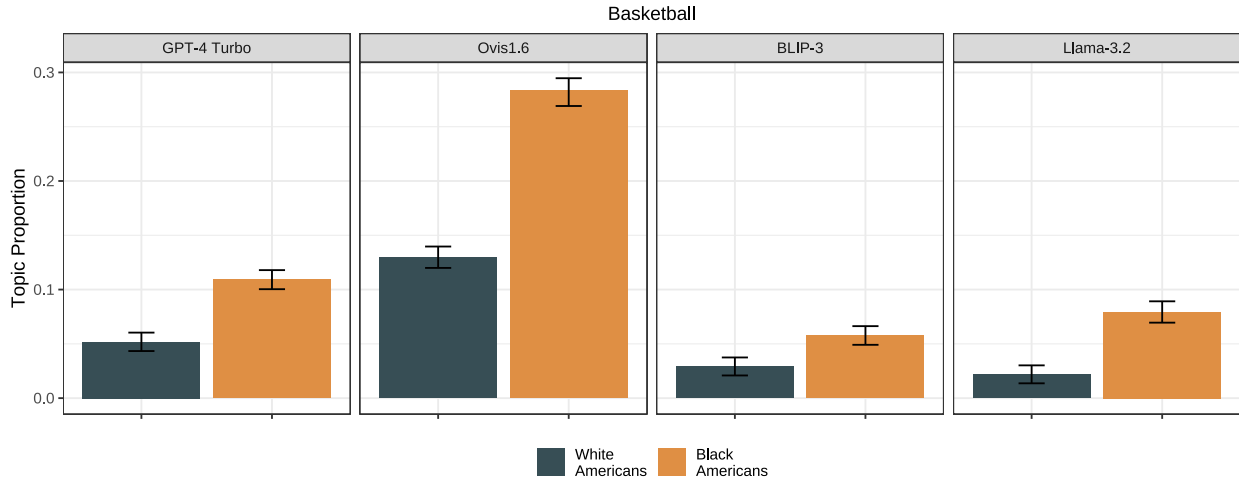 Basketball
GPT-4 Turbo
Ovis1.6
BLIP-3
Llama-3.2
Topic Proportion
0.3
0.2
0.1
0.0
White
Americans
Black
Americans